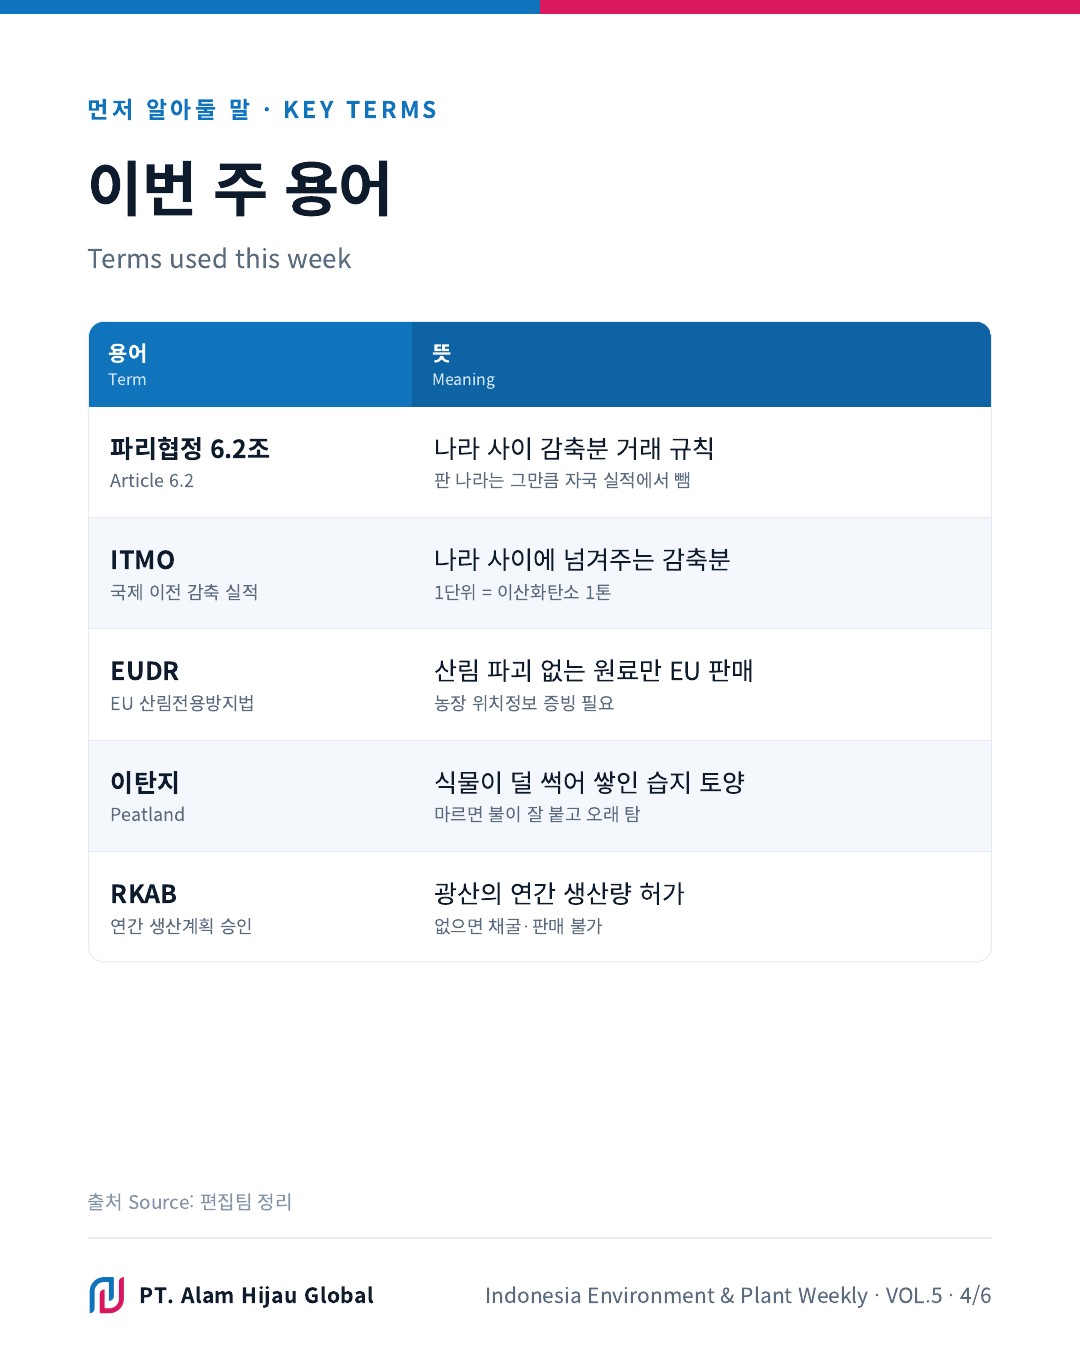 먼저 알아둘 말 · KEY TERMS
이번 주 용어
Terms used this week
용어
Term
뜻
Meaning
파리협정 6.2조
Article 6.2
나라 사이 감축분 거래 규칙
판 나라는 그만큼 자국 실적에서 뺌
ITMO
국제 이전 감축 실적
나라 사이에 넘겨주는 감축분
1단위 = 이산화탄소 1톤
EUDR
EU 산림전용방지법
산림 파괴 없는 원료만 EU 판매
농장 위치정보 증빙 필요
이탄지
Peatland
식물이 덜 썩어 쌓인 습지 토양
마르면 불이 잘 붙고 오래 탐
RKAB
연간 생산계획 승인
광산의 연간 생산량 허가
없으면 채굴·판매 불가
출처 Source: 편집팀 정리
PT. Alam Hijau Global
Indonesia Environment & Plant Weekly · VOL.5 · 4/6